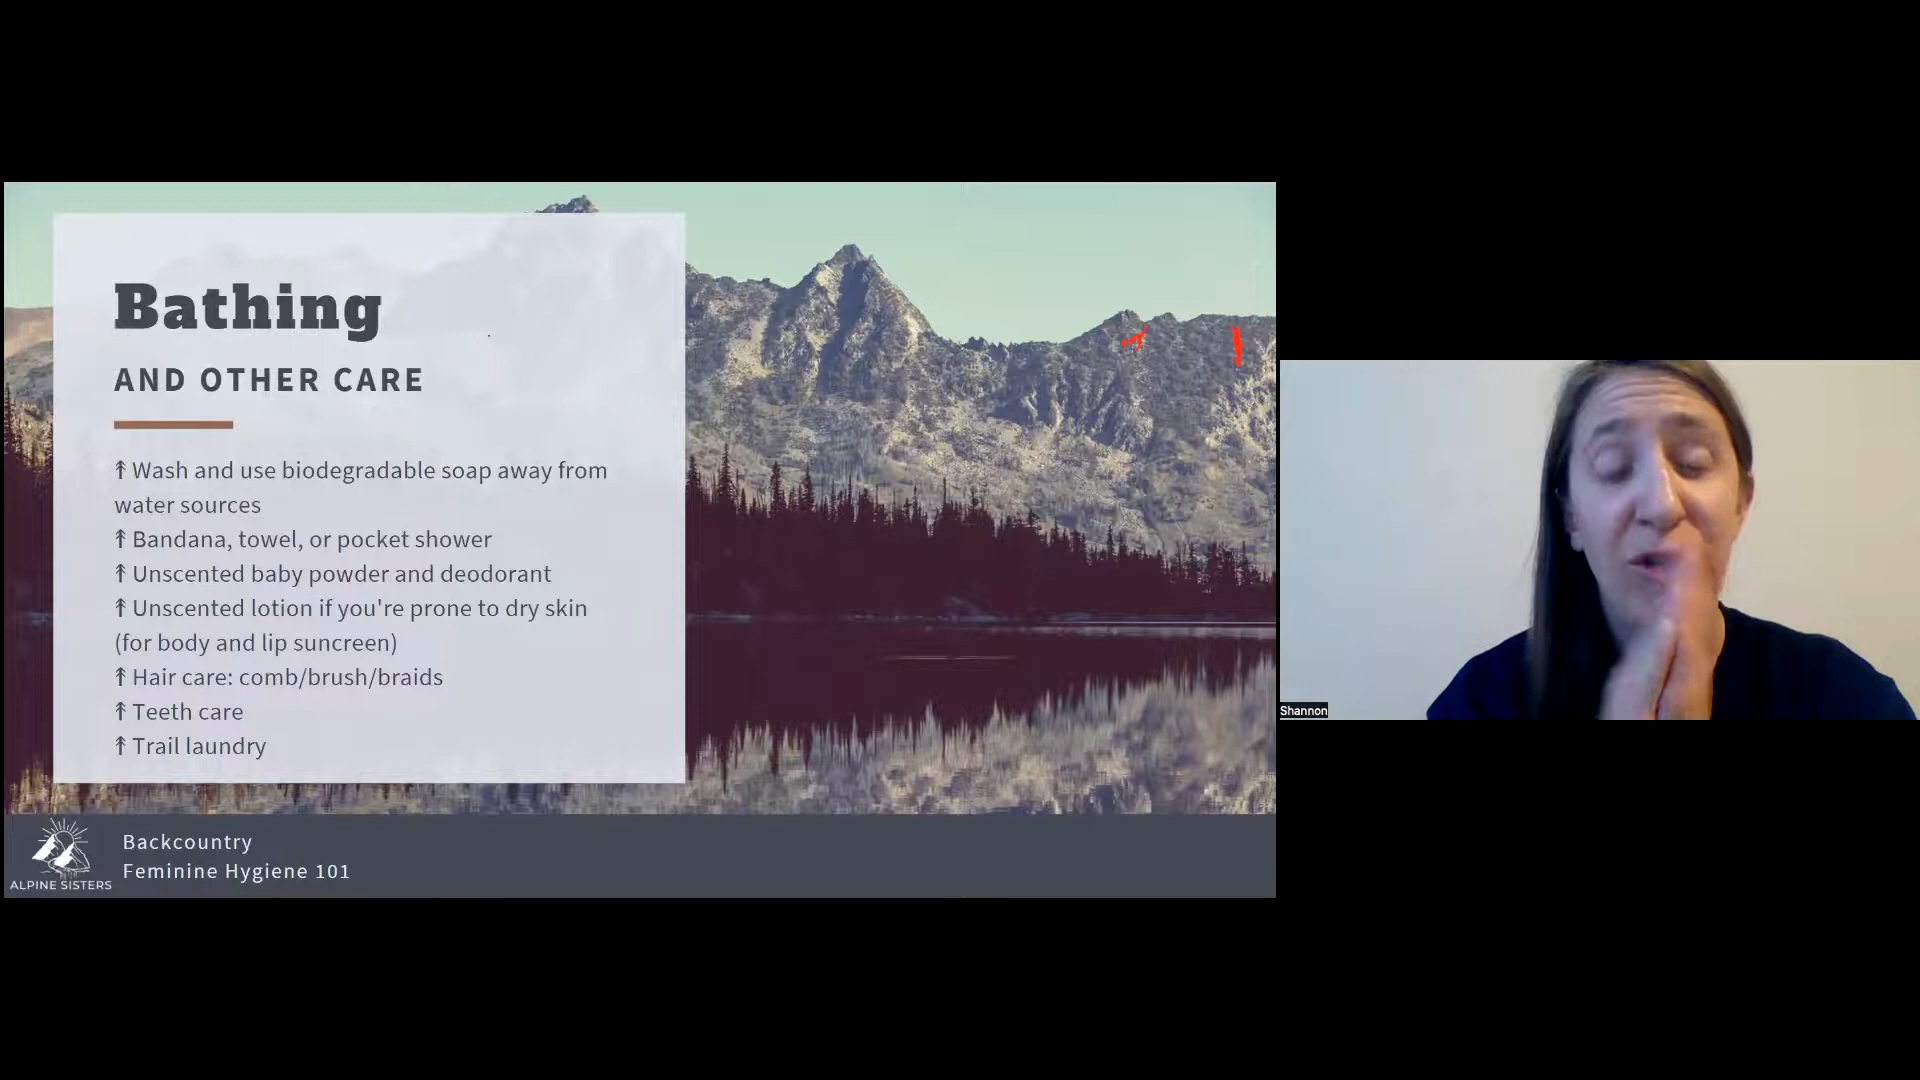 Bathing
AND OTHER CARE
↟ Wash and use biodegradable soap away from
water sources
↟ Bandana, towel, or pocket shower
↟ Unscented baby powder and deodorant
↟ Unscented lotion if you're prone to dry skin
(for body and lip suncreen)
↟ Hair care: comb/brush/braids
↟ Teeth care
↟ Trail laundry
ALPINE SISTERS
Backcountry
Feminine Hygiene 101
Shannon